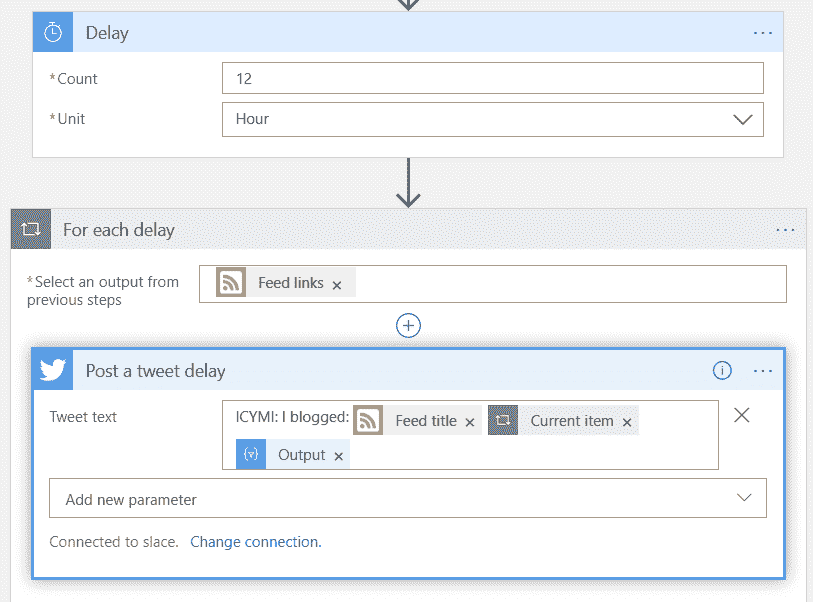 Delay
*Count
12
*Unit
Hour
For each delay
*Select an output from
previous steps
Feed links
Post a tweet delay
Tweet text
ICYMI: I blogged: Feed title Current item
Output
Add new parameter
Connected to slace. Change connection.